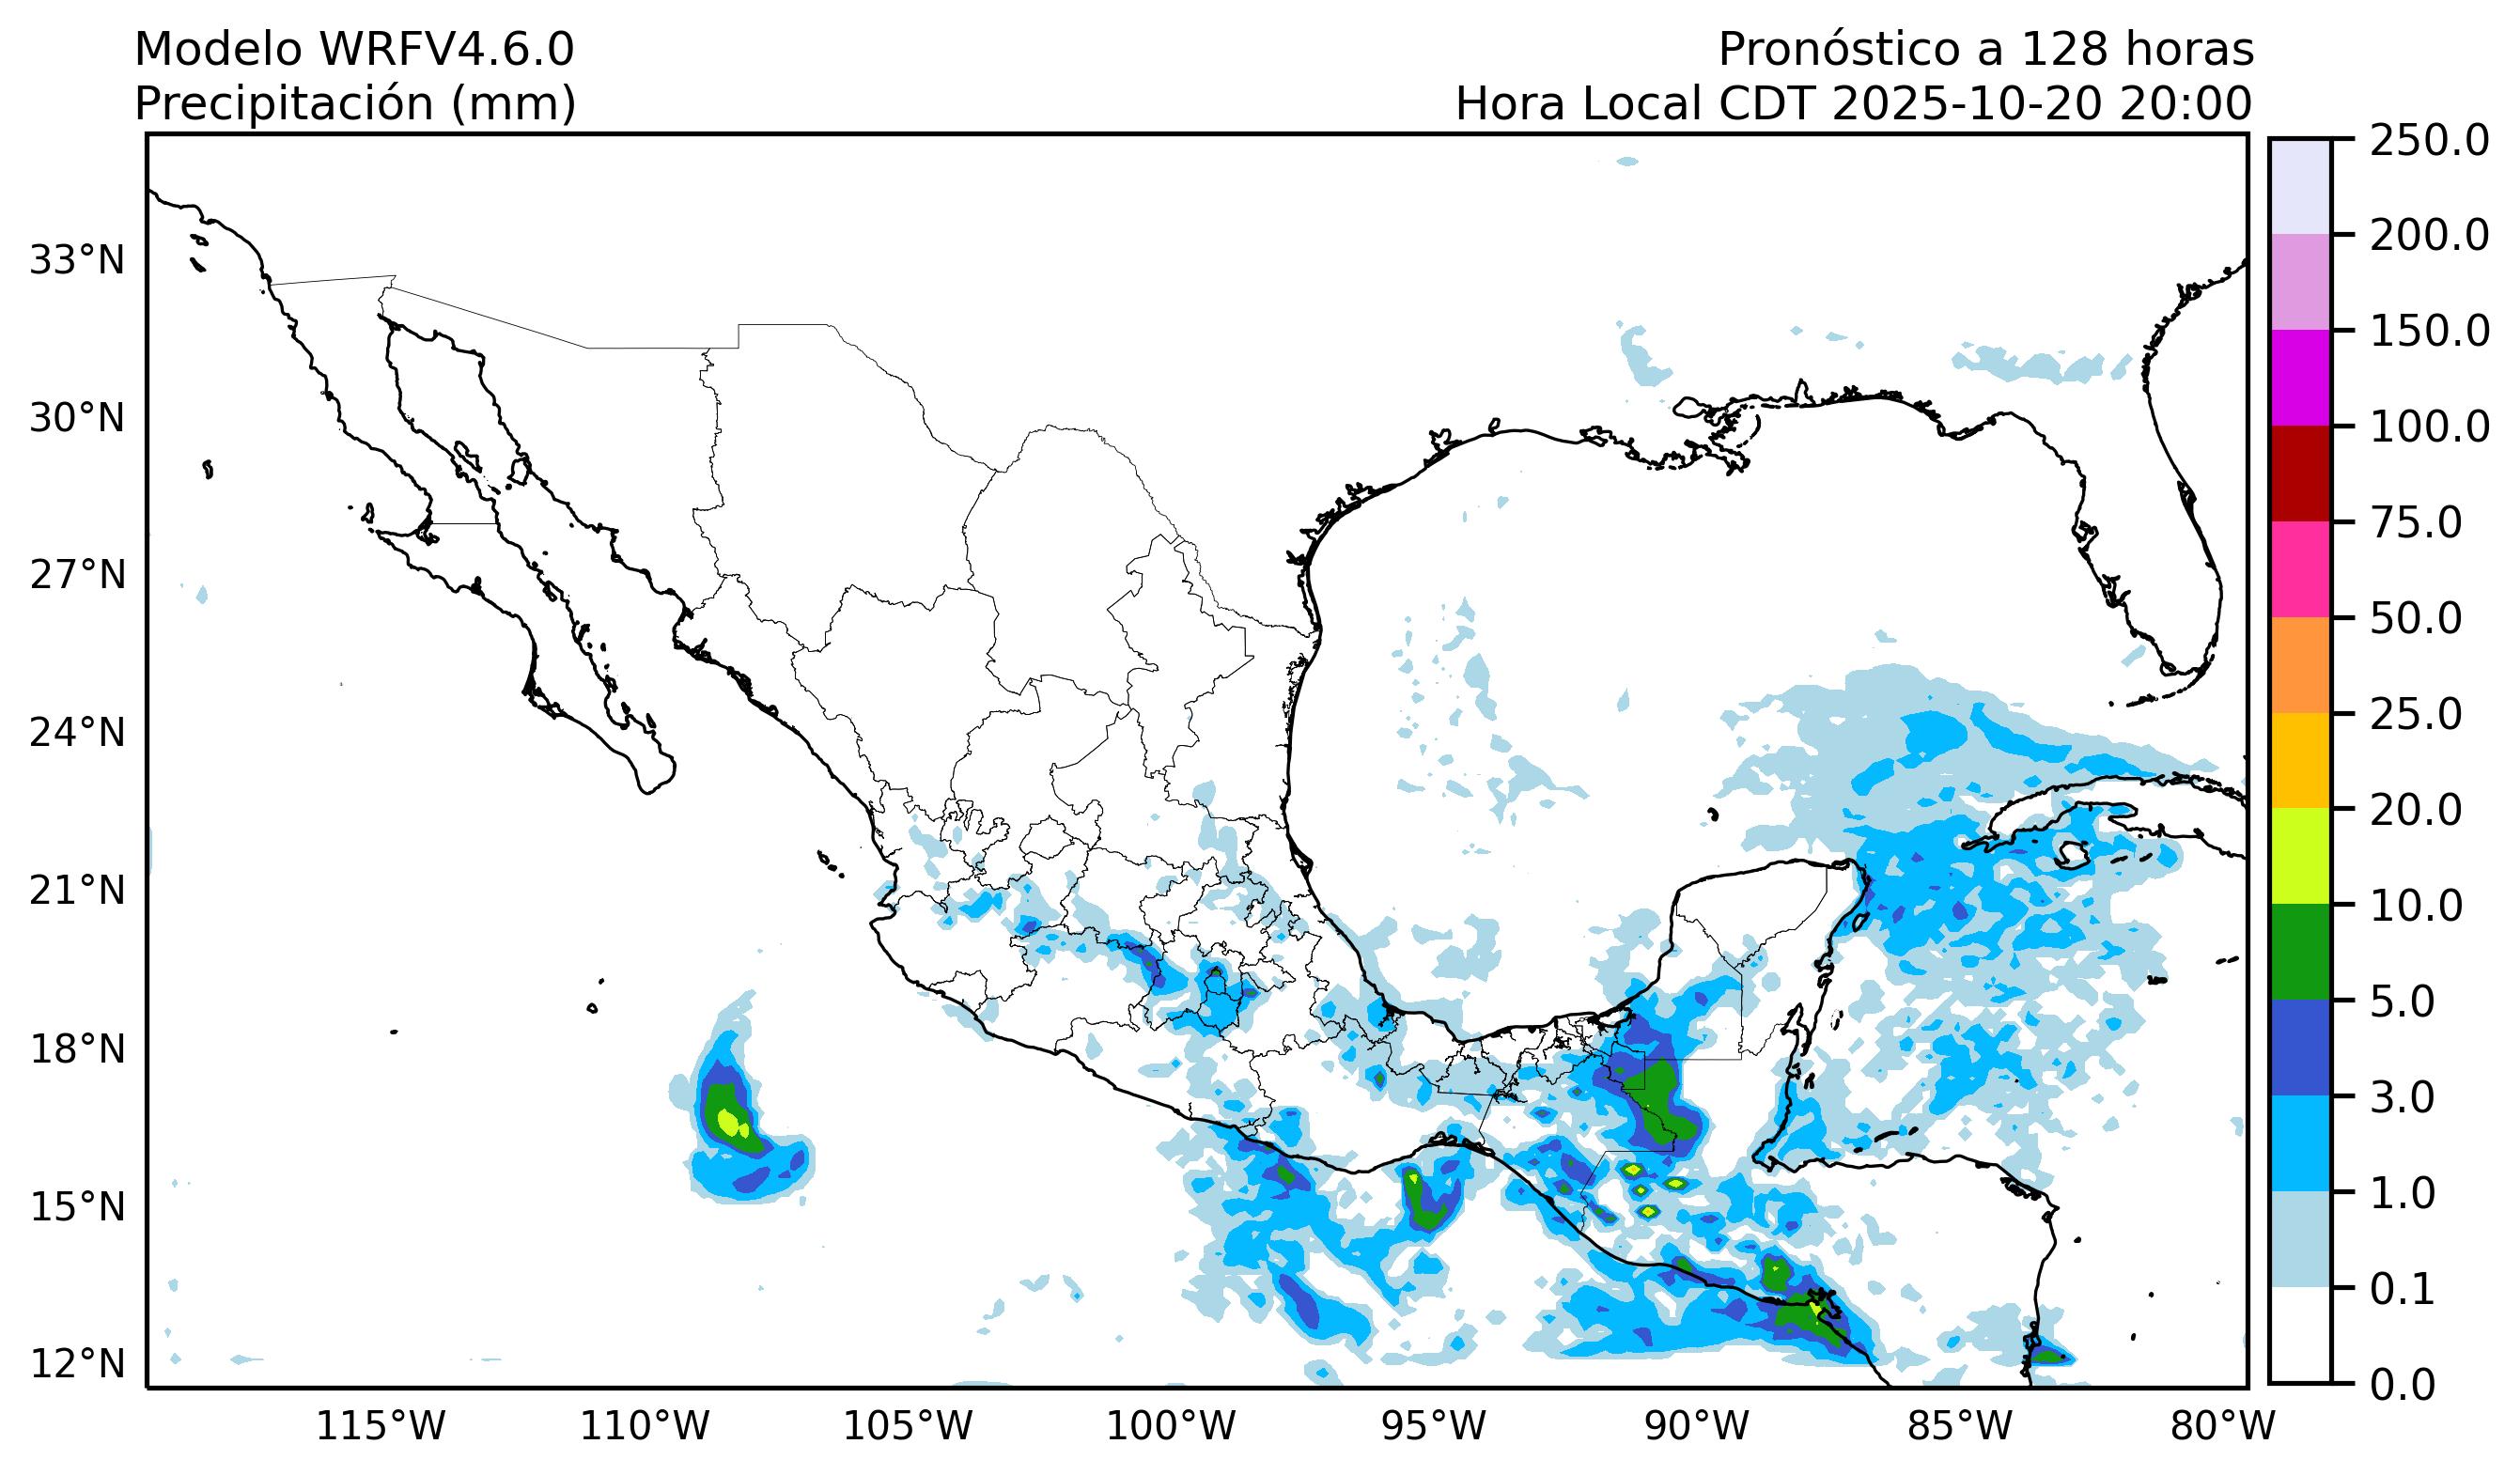 Modelo WRFV4.6.0
Precipitación (mm)
Pronóstico a 128 horas
Hora Local CDT 2025-10-20 20:00
33°N
30°N
27°N
24°N
21°N
18°N
15°N
12°N
115°W
110°W
105°W
100°W
95°W
90°W
85°W
80°W
250.0
200.0
150.0
100.0
75.0
50.0
25.0
20.0
10.0
5.0
3.0
1.0
0.1
0.0